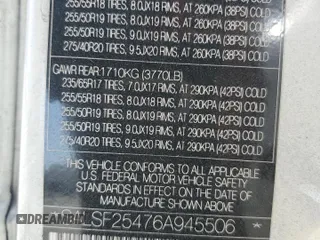 255/55R18 TIRES, 8.0JX18 RIMS, AT 260KPA (38PSI) COLD
255/50R19 TIRES, 8.0JX19 RIMS, AT 260KPA (38PSI) COLD
255/50R19 TIRES, 9.0JX19 RIMS, AT 260KPA (38PSI) COLD
275/40R20 TIRES, 9.5JX20 RIMS, AT 260KPA (38PSI) COLD
GAWR REAR 1710KG (3770LB)
235/65R17 TIRES, 7.0JX17 RIMS, AT 290KPA (42PSI) COLD
255/55R18 TIRES, 8.0JX18 RIMS, AT 290KPA (42PSI) COLD
255/50R19 TIRES, 8.0JX19 RIMS, AT 290KPA (42PSI) COLD
255/50R19 TIRES, 9.0JX19 RIMS, AT 290KPA (42PSI) COLD
275/40R20 TIRES, 9.5JX20 RIMS, AT 290KPA (42PSI) COLD
THIS VEHICLE CONFORMS TO ALL APPLICABLE
U.S. FEDERAL MOTOR VEHICLE SAFETY
STANDARDS IN EFFECT ON THE DATE OF
MANUFACTURE SHOWN ABOVE
SF25476A945506 *
DREAMBID